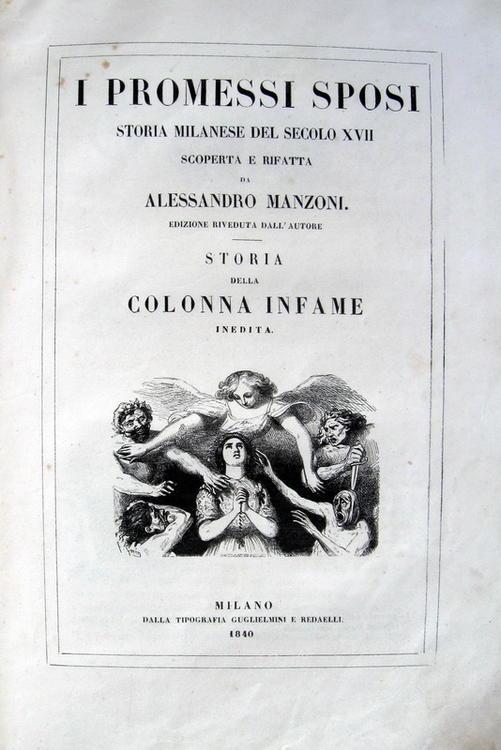 I PROMESSI SPOSI
STORIA MILANESE DEL SECOLO XVII
SCOPERTA E RIFATTA
DA
ALESSANDRO MANZONI.
EDIZIONE RIVEDUTA DALL'AUTORE
STORIA
DELLA
COLONNA INFAME
INEDITA.
MILANO
DALLA TIPOGRAFIA GUGLIELMINI E REDAELLI.
1840